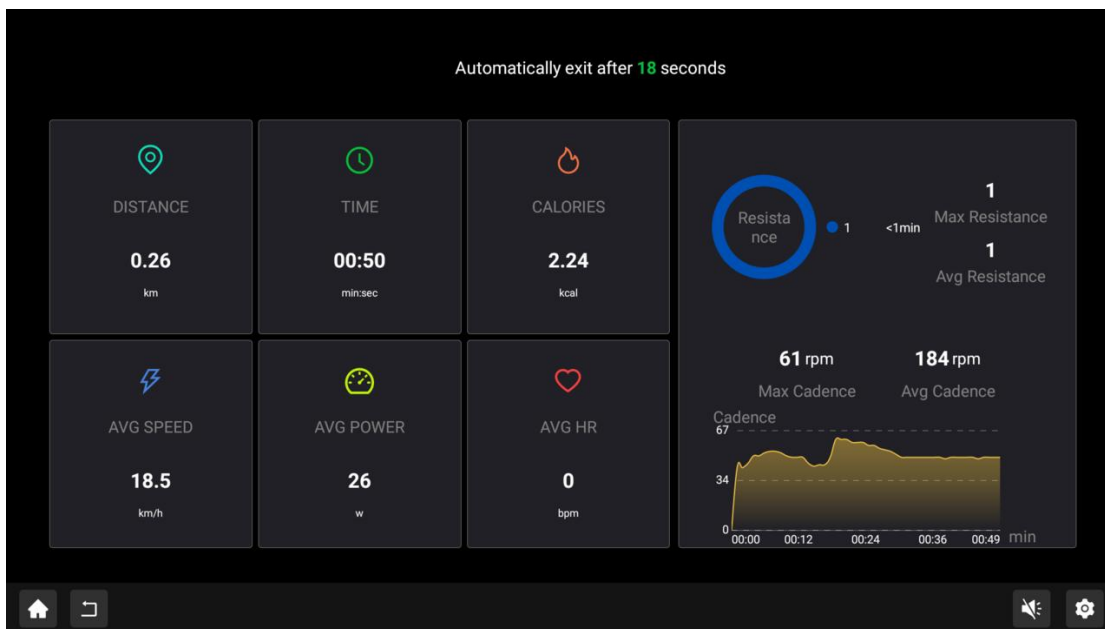 Automatically exit after 18 seconds
DISTANCE
0.26
km
TIME
00:50
min:sec
CALORIES
2.24
kcal
AVG SPEED
18.5
km/h
AVG POWER
26
w
AVG HR
0
bpm
Resista
nce
1
<1min
1
Max Resistance
1
Avg Resistance
61 rpm
Max Cadence
184 rpm
Avg Cadence
Cadence
67
34
0
00:00 00:12 00:24 00:36 00:49 min